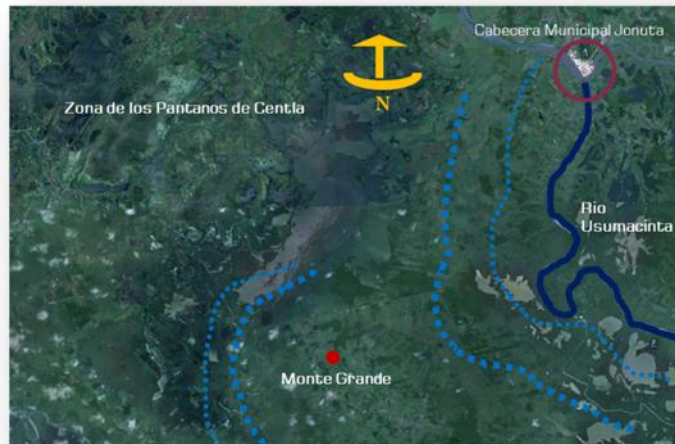 Cabecera Municipal Jonuta
Zona de los Pantanos de Centla
N
Rio
Usumacinta
Monte Grande